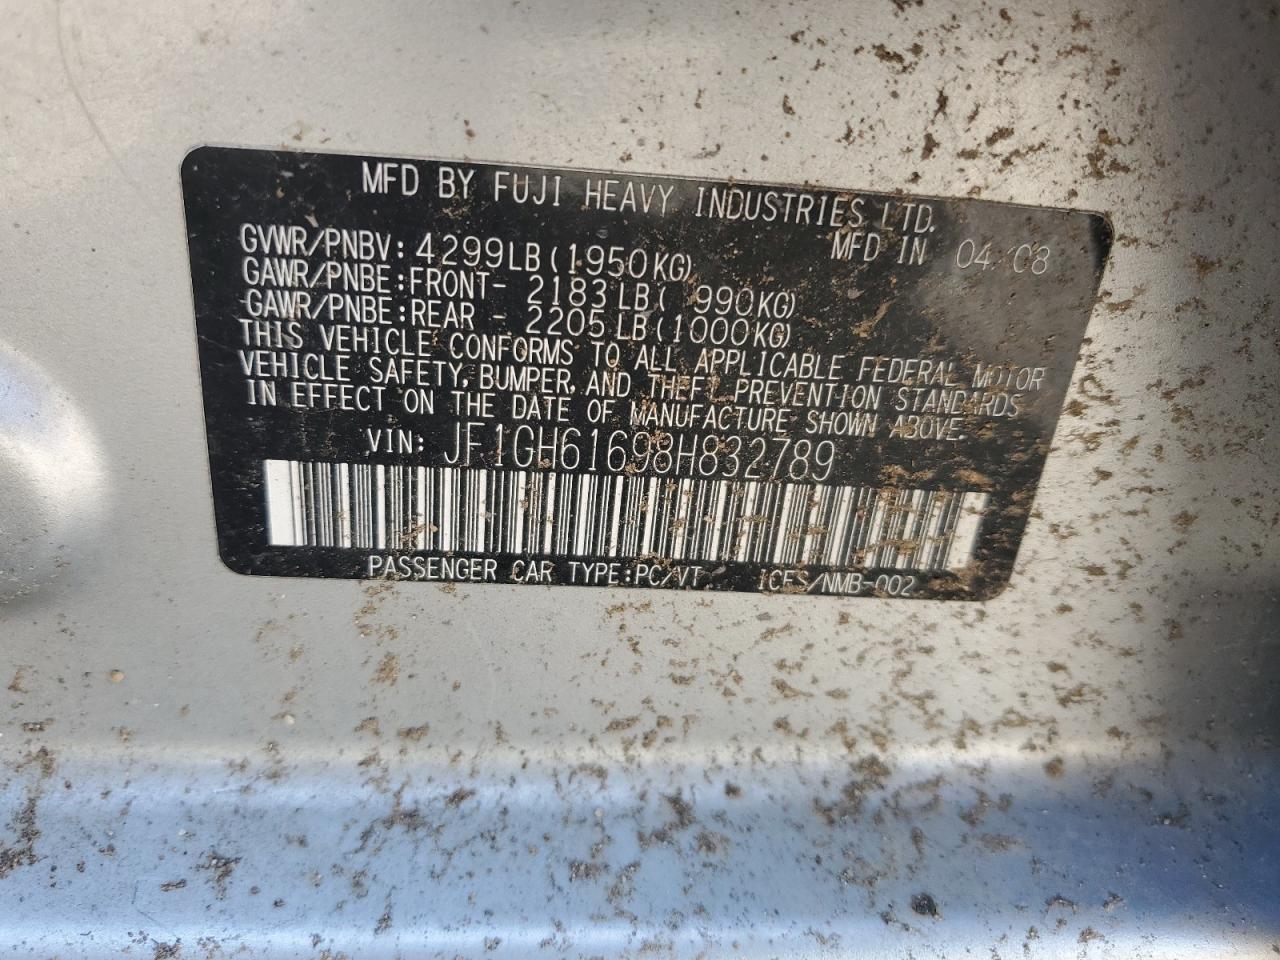 MFD BY FUJI HEAVY INDUSTRIES LTD.
GVWR/PNBV: 4299LB (1950KG) MFD IN 04/08
GAWR/PNBE: FRONT- 2183LB ( 990KG)
GAWR/PNBE: REAR - 2205LB (1000KG)
THIS VEHICLE CONFORMS TO ALL APPLICABLE FEDERAL MOTOR
VEHICLE SAFETY, BUMPER, AND THEFT PREVENTION STANDARDS
IN EFFECT ON THE DATE OF MANUFACTURE SHOWN ABOVE.
VIN: JF1GH61698H832789
PASSENGER CAR TYPE: PC/VT ICES/NMB-002